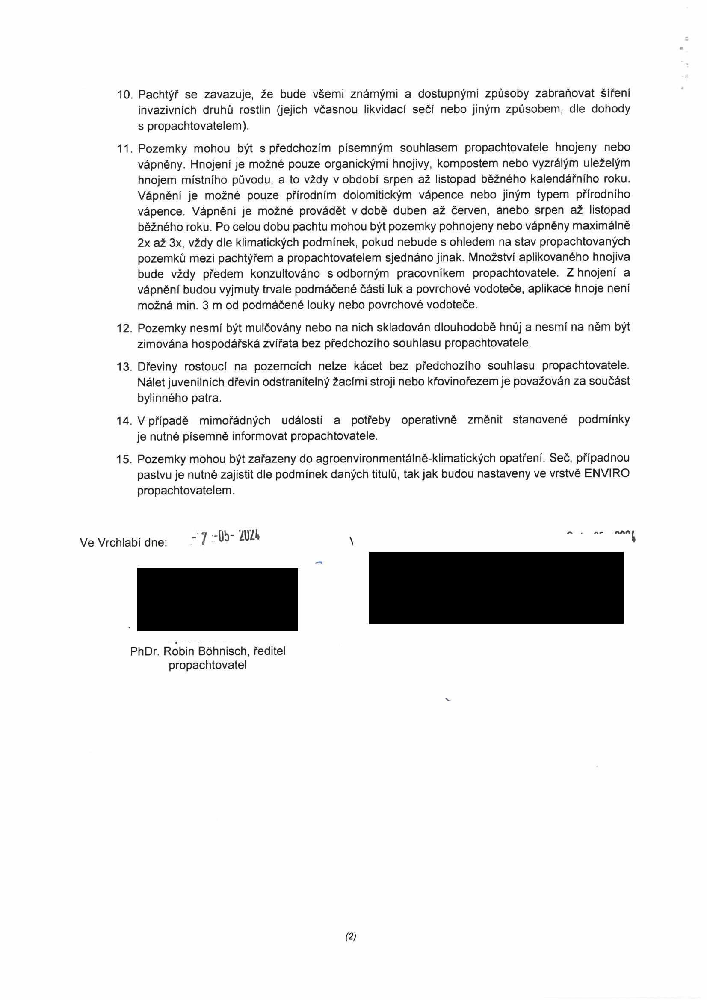 10. Pachtýř se zavazuje, že bude všemi známými a dostupnými způsoby zabraňovat šíření
invazivních druhů rostlin (jejich včasnou likvidací sečí nebo jiným způsobem, dle dohody
s propachtovatelem).
11. Pozemky mohou být s předchozím písemným souhlasem propachtovatele hnojeny nebo
vápněny. Hnojení je možné pouze organickými hnojivy, kompostem nebo vyzrálým uleželým
hnojem místního původu, a to vždy v období srpen až listopad běžného kalendářního roku.
Vápnění je možné pouze přírodním dolomitickým vápence nebo jiným typem přírodního
vápence. Vápnění je možné provádět v době duben až červen, anebo srpen až listopad
běžného roku. Po celou dobu pachtu mohou být pozemky pohnojeny nebo vápněny maximálně
2x až 3x, vždy dle klimatických podmínek, pokud nebude s ohledem na stav propachtovaných
pozemků mezi pachtýřem a propachtovatelem sjednáno jinak. Množství aplikovaného hnojiva
bude vždy předem konzultováno s odborným pracovníkem propachtovatele. Z hnojení a
vápnění budou vyjmuty trvale podmáčené části luk a povrchové vodoteče, aplikace hnoje není
možná min. 3 m od podmáčené louky nebo povrchové vodoteče.
12. Pozemky nesmí být mulčovány nebo na nich skladován dlouhodobě hnůj a nesmí na něm být
zimována hospodářská zvířata bez předchozího souhlasu propachtovatele.
13. Dřeviny rostoucí na pozemcích nelze kácet bez předchozího souhlasu propachtovatele.
Nálet juvenilních dřevin odstranitelný žacími stroji nebo křovinořezem je považován za součást
bylinného patra.
14. V případě mimořádných událostí a potřeby operativně změnit stanovené podmínky
je nutné písemně informovat propachtovatele.
15. Pozemky mohou být zařazeny do agroenvironmentálně-klimatických opatření. Seč, případnou
pastvu je nutné zajistit dle podmínek daných titulů, tak jak budou nastaveny ve vrstvě ENVIRO
propachtovatelem.
Ve Vrchlabí dne: - 7 -05- 2024
PhDr. Robin Böhnisch, ředitel
propachtovatel
(2)